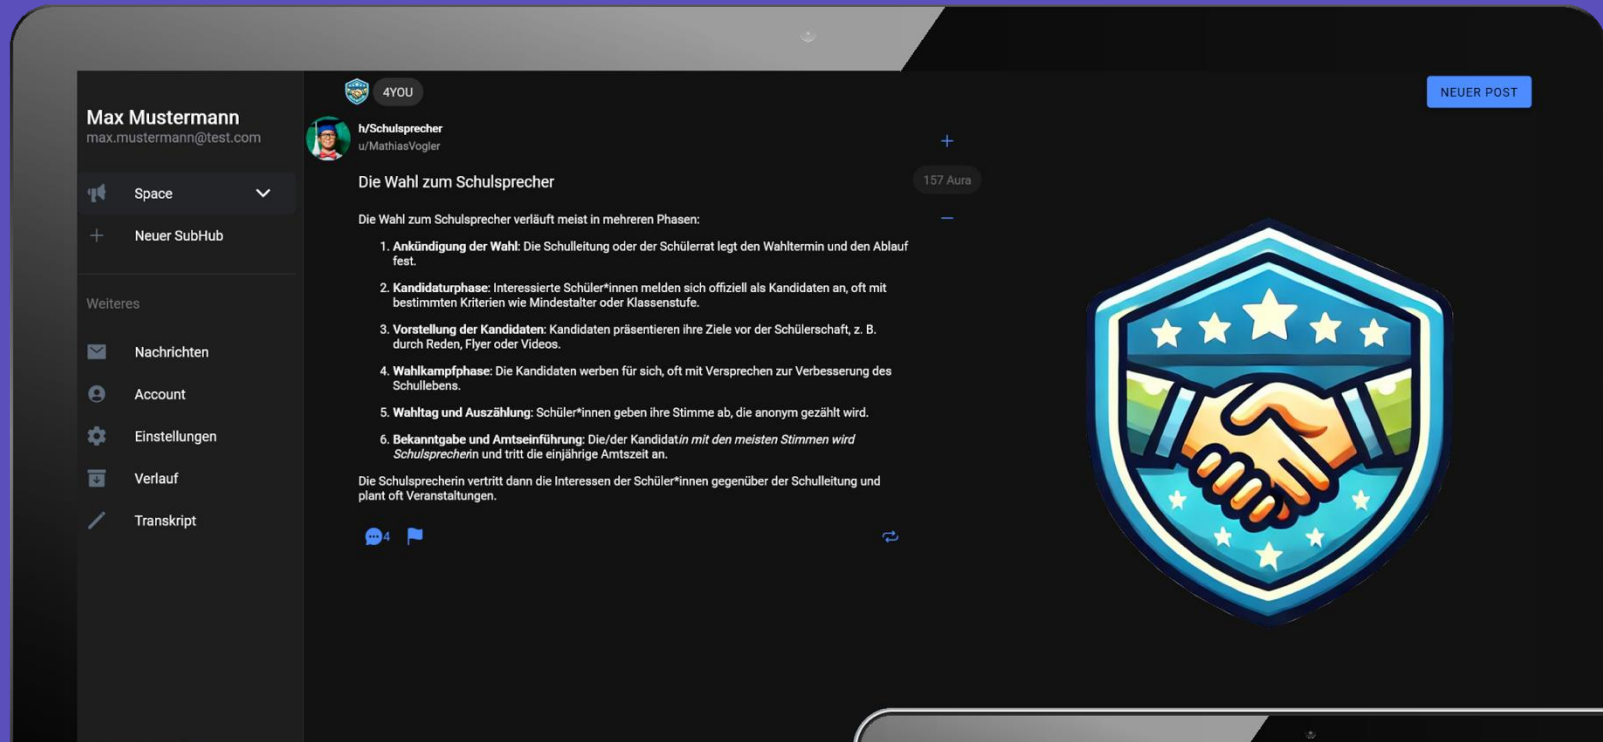 Max Mustermann
max.mustermann@test.com
Space
Neuer SubHub
Weiteres
Nachrichten
Account
Einstellungen
Verlauf
Transkript
4YOU
NEUER POST
h/Schulsprecher
u/MathiasVogler
Die Wahl zum Schulsprecher
157 Aura
Die Wahl zum Schulsprecher verläuft meist in mehreren Phasen:
1. Ankündigung der Wahl: Die Schulleitung oder der Schülerrat legt den Wahltermin und den Ablauf
fest.
2. Kandidaturphase: Interessierte Schüler*innen melden sich offiziell als Kandidaten an, oft mit
bestimmten Kriterien wie Mindestalter oder Klassenstufe.
3. Vorstellung der Kandidaten: Kandidaten präsentieren ihre Ziele vor der Schülerschaft, z. B.
durch Reden, Flyer oder Videos.
4. Wahlkampfphase: Die Kandidaten werben für sich, oft mit Versprechen zur Verbesserung des
Schullebens.
5. Wahltag und Auszählung: Schüler*innen geben ihre Stimme ab, die anonym gezählt wird.
6. Bekanntgabe und Amtseinführung: Die/der Kandidatin mit den meisten Stimmen wird
Schulsprecherin und tritt die einjährige Amtszeit an.
Die Schulsprecherin vertritt dann die Interessen der Schüler*innen gegenüber der Schulleitung und
plant oft Veranstaltungen.
4